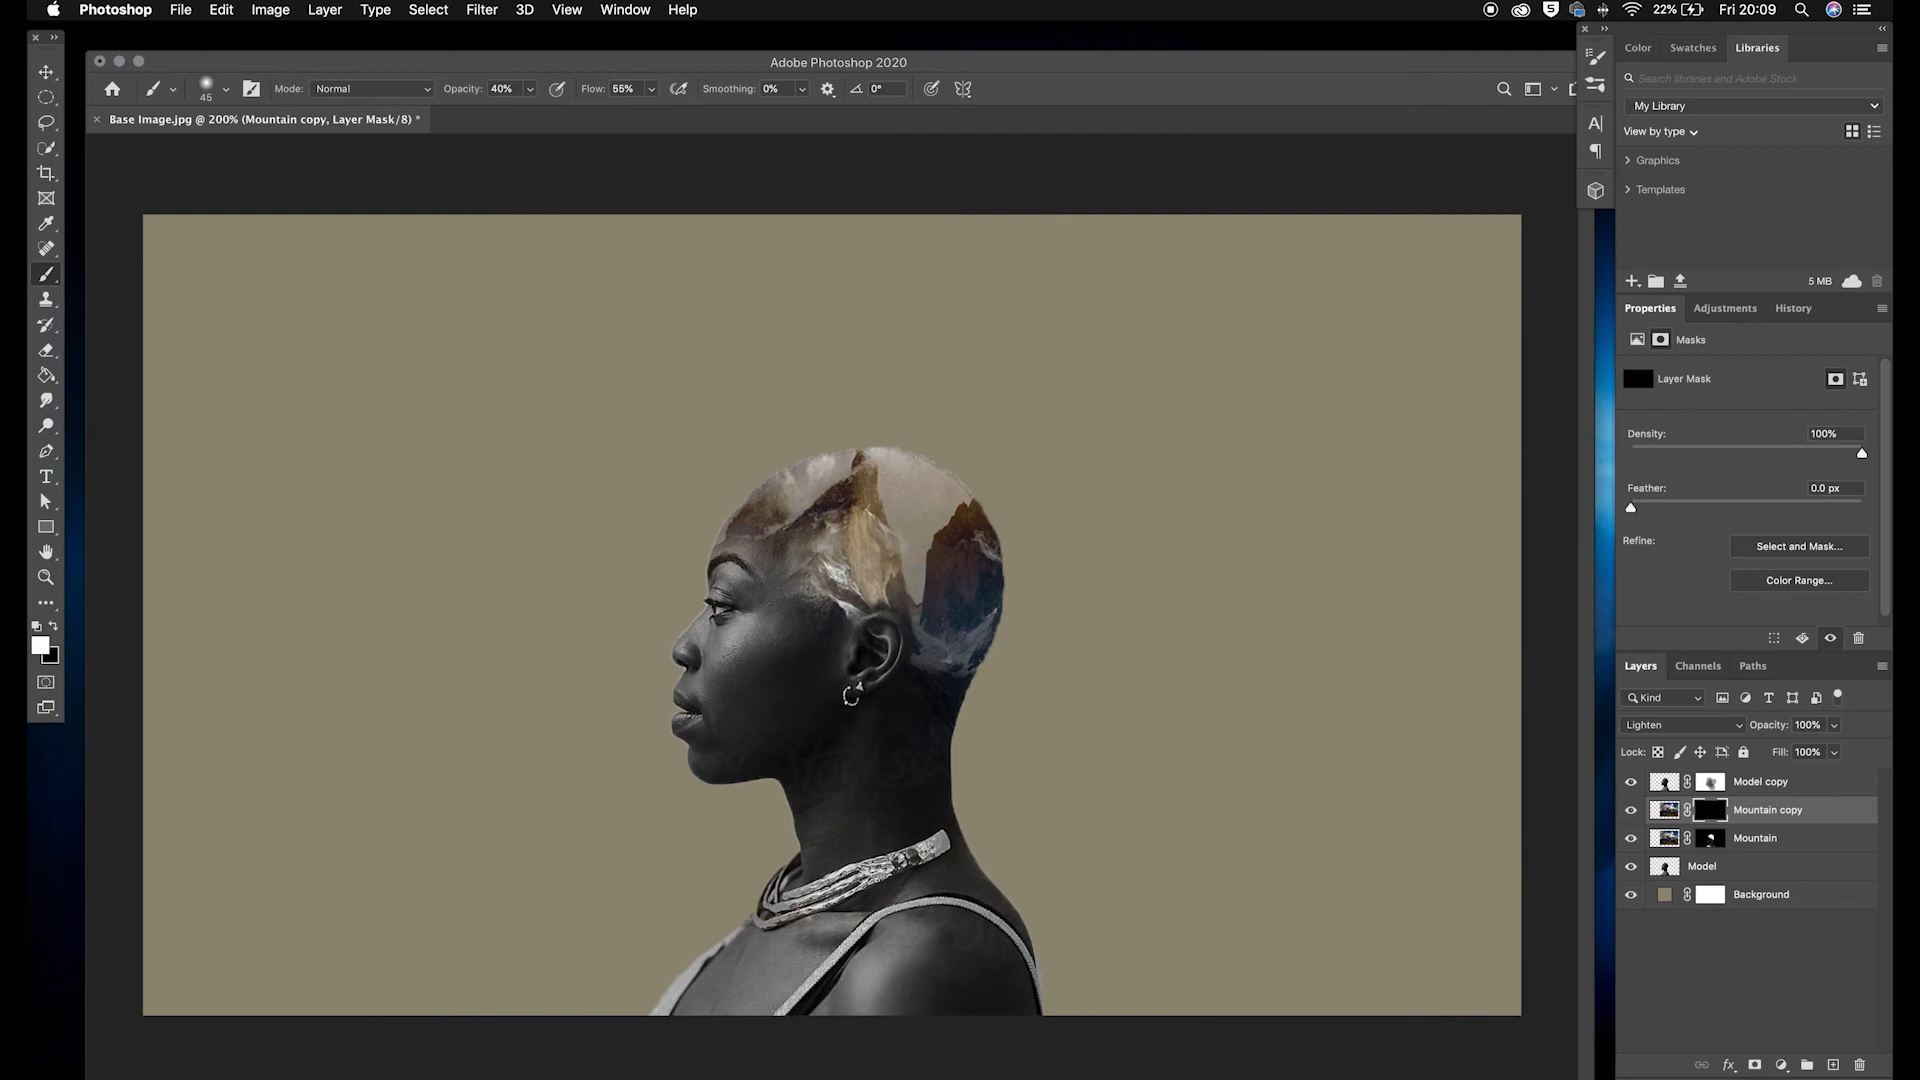 Photoshop File Edit Image Layer Type Select Filter 3D View Window Help
22% Fri 20:09
Adobe Photoshop 2020
45 Mode: Normal Opacity: 40% Flow: 55% Smoothing: 0% 0°
Base Image.jpg @ 200% (Mountain copy, Layer Mask/8) *
Color Swatches Libraries
Search libraries and Adobe Stock
My Library
View by type
Graphics
Templates
5 MB
Properties Adjustments History
Masks
Layer Mask
Density: 100%
Feather: 0.0 px
Refine: Select and Mask...
Color Range...
Layers Channels Paths
Kind
Lighten Opacity: 100%
Lock: Fill: 100%
Model copy
Mountain copy
Mountain
Model
Background